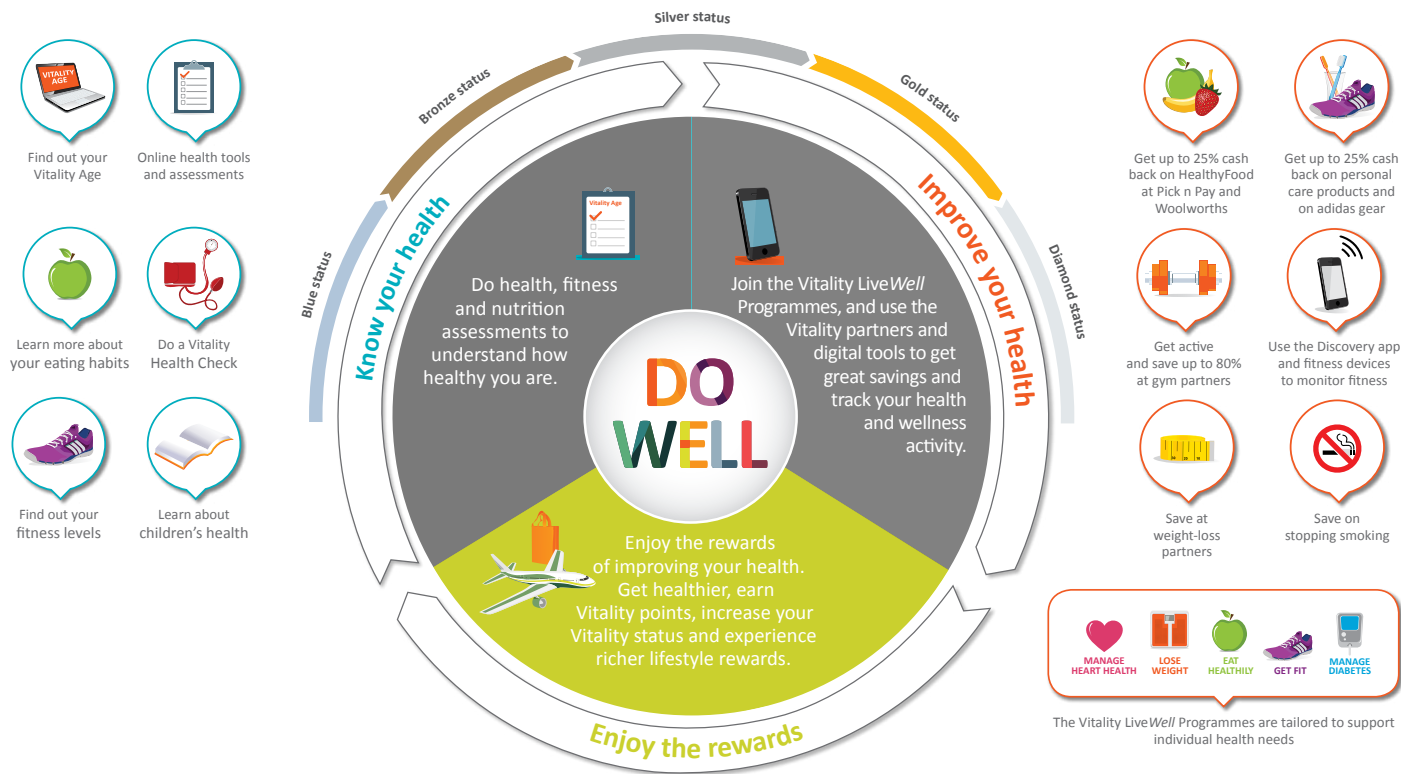 Silver status
Bronze status
Gold status
Blue status
Diamond status
VITALITY
AGE
Find out your
Vitality Age
Online health tools
and assessments
Learn more about
your eating habits
Do a Vitality
Health Check
Find out your
fitness levels
Learn about
children's health
Know your health
Vitality Age
Do health, fitness
and nutrition
assessments to
understand how
healthy you are.
Improve your health
Join the Vitality LiveWell
Programmes, and use the
Vitality partners and
digital tools to get
great savings and
track your health
and wellness
activity.
DO
WELL
Enjoy the rewards
of improving your health.
Get healthier, earn
Vitality points, increase your
Vitality status and experience
richer lifestyle rewards.
Enjoy the rewards
Get up to 25% cash
back on HealthyFood
at Pick n Pay and
Woolworths
Get up to 25% cash
back on personal
care products and
on adidas gear
Get active
and save up to 80%
at gym partners
Use the Discovery app
and fitness devices
to monitor fitness
Save at
weight-loss
partners
Save on
stopping smoking
MANAGE
HEART HEALTH
LOSE
WEIGHT
EAT
HEALTHILY
GET FIT
MANAGE
DIABETES
The Vitality LiveWell Programmes are tailored to support
individual health needs